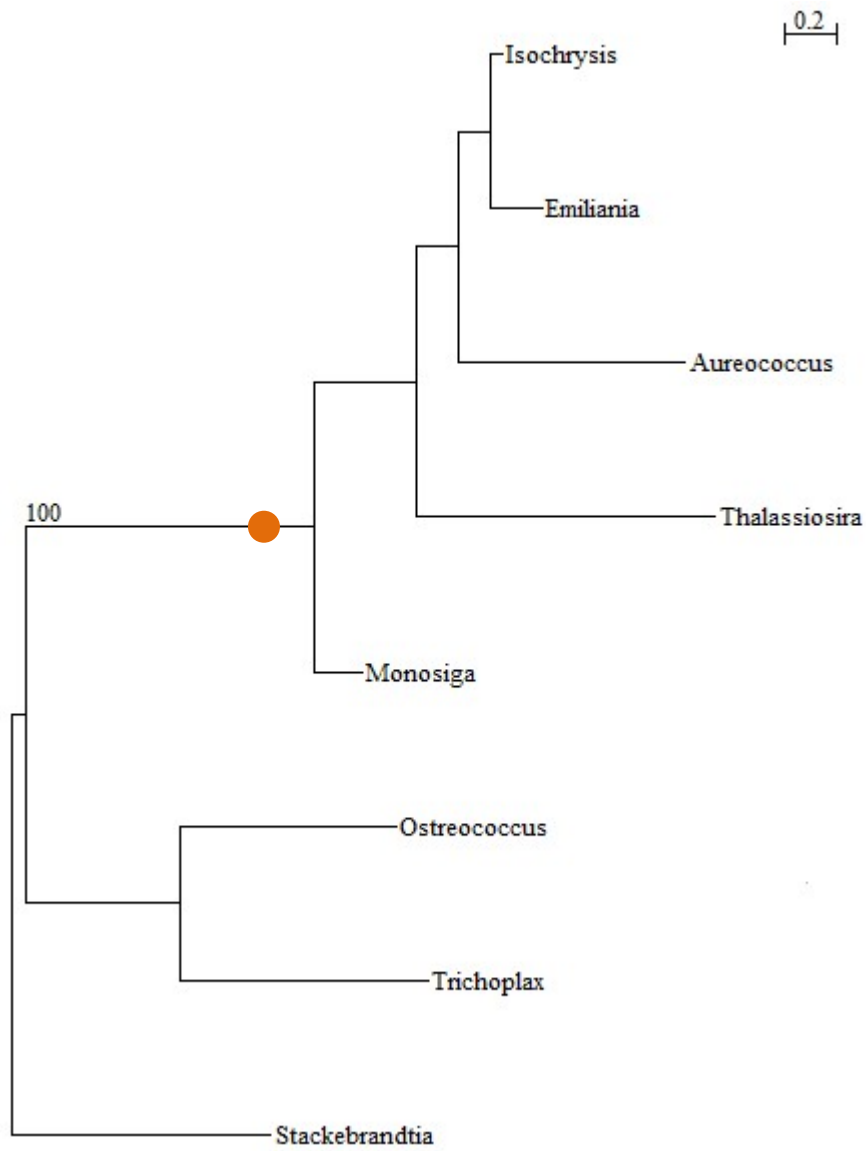 0.2
Isochrysis
Emiliania
Aureococcus
Thalassiosira
100
Monosiga
Ostreococcus
Trichoplax
Stackebrandtia